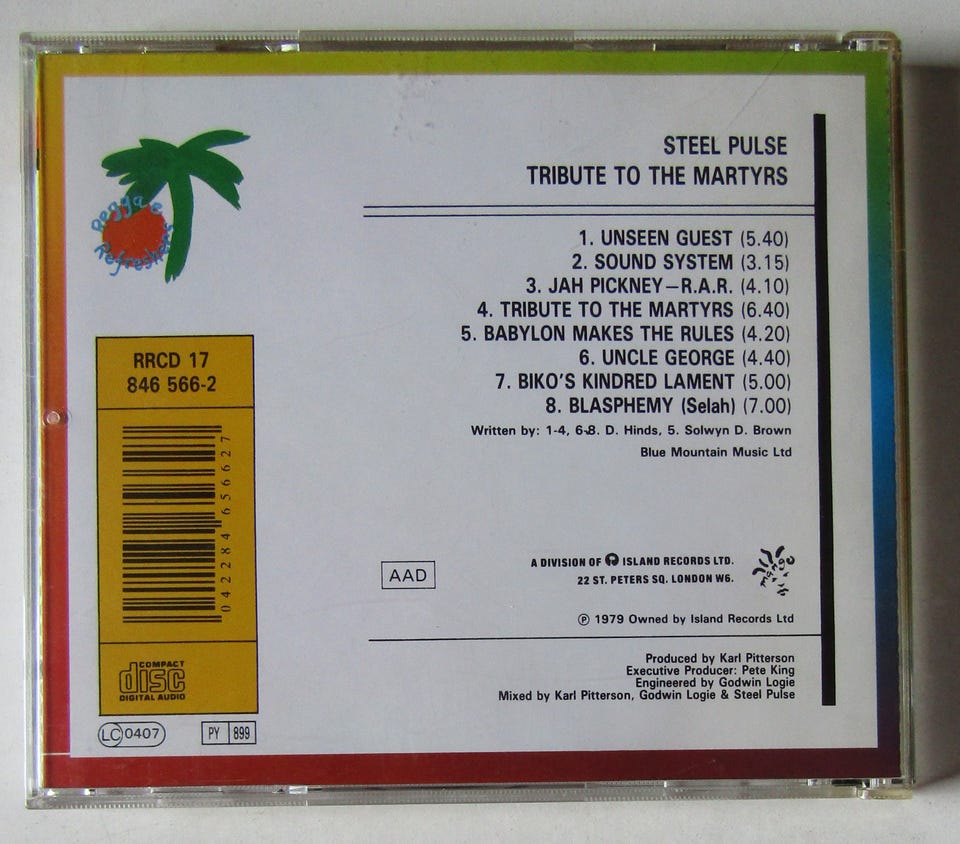 STEEL PULSE
TRIBUTE TO THE MARTYRS
Reggae
Refreshers
1. UNSEEN GUEST (5.40)
2. SOUND SYSTEM (3.15)
3. JAH PICKNEY—R.A.R. (4.10)
4. TRIBUTE TO THE MARTYRS (6.40)
5. BABYLON MAKES THE RULES (4.20)
6. UNCLE GEORGE (4.40)
7. BIKO'S KINDRED LAMENT (5.00)
8. BLASPHEMY (Selah) (7.00)
Written by: 1-4, 6-8. D. Hinds, 5. Solwyn D. Brown
Blue Mountain Music Ltd
RRCD 17
846 566-2
042284 656627
AAD
A DIVISION OF ISLAND RECORDS LTD.
22 ST. PETERS SQ. LONDON W6.
mango
℗ 1979 Owned by Island Records Ltd
Produced by Karl Pitterson
Executive Producer: Pete King
Engineered by Godwin Logie
Mixed by Karl Pitterson, Godwin Logie & Steel Pulse
COMPACT
disc
DIGITAL AUDIO
LC 0407
PY 899